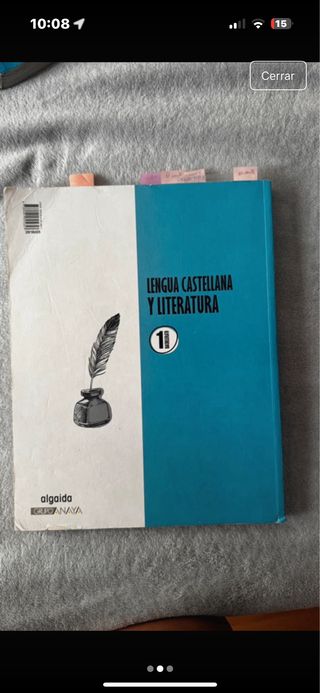 10:08
15
Cerrar
LENGUA CASTELLANA
Y LITERATURA
1
algaida
GRUPO ANAYA